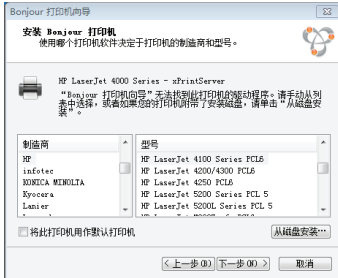 Bonjour 打印机向导
安装 Bonjour 打印机
使用哪个打印机软件决定于打印机的制造商和型号。
HP LaserJet 4000 Series - xPrintServer
“Bonjour 打印机向导”无法找到此打印机的驱动程序。请手动从列
表中选择，或者如果您的打印机附带了安装磁盘，请单击“从磁盘安
装”。
制造商
型号
HP
HP LaserJet 4100 Series PCL6
infotec
HP LaserJet 4200/4300 PCL6
KONICA MINOLTA
HP LaserJet 4250 PCL6
Kyocera
HP LaserJet 5200 Series PCL 5
Lanier
HP LaserJet 5200L Series PCL 5
将此打印机用作默认打印机
从磁盘安装…
< 上一步(B)
下一步(N) >
取消